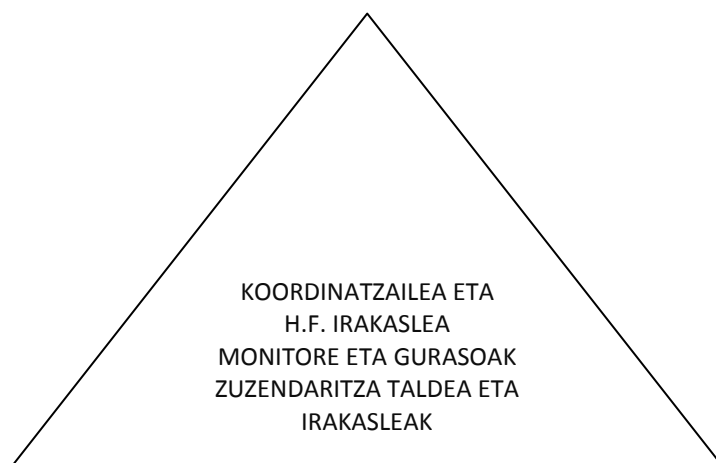 KOORDINATZAILEA ETA
H.F. IRAKASLEA
MONITORE ETA GURASOAK
ZUZENDARITZA TALDEA ETA
IRAKASLEAK